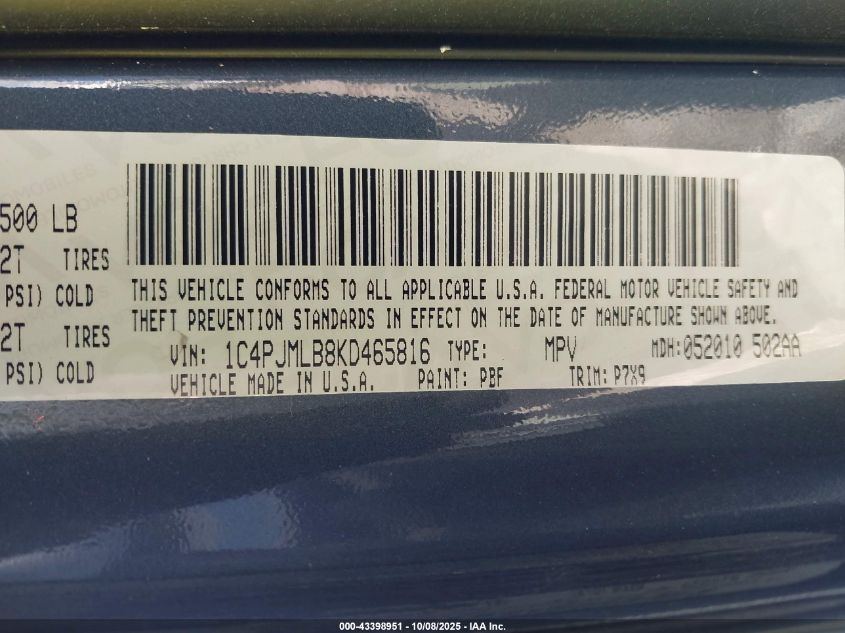 500 LB
2T TIRES
PSI) COLD
2T TIRES
PSI) COLD
THIS VEHICLE CONFORMS TO ALL APPLICABLE U.S.A. FEDERAL MOTOR VEHICLE SAFETY AND
THEFT PREVENTION STANDARDS IN EFFECT ON THE DATE OF MANUFACTURE SHOWN ABOVE.
VIN: 1C4PJMLB8KD465816 TYPE: MPV MDH:052010 502AA
VEHICLE MADE IN U.S.A. PAINT: PBF TRIM: P7X9
000-43398951 - 10/08/2025 - IAA Inc.